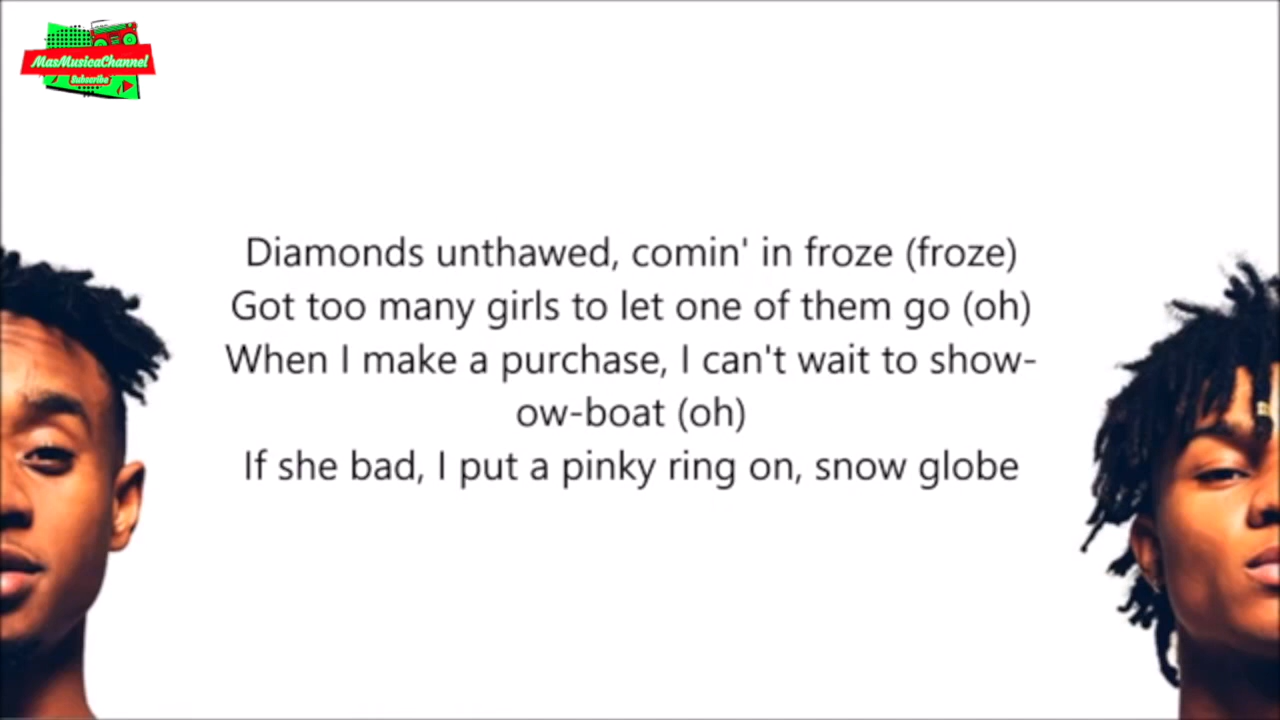 MasMusicaChannel
Subscribe
Diamonds unthawed, comin' in froze (froze)
Got too many girls to let one of them go (oh)
When I make a purchase, I can't wait to show-
ow-boat (oh)
If she bad, I put a pinky ring on, snow globe